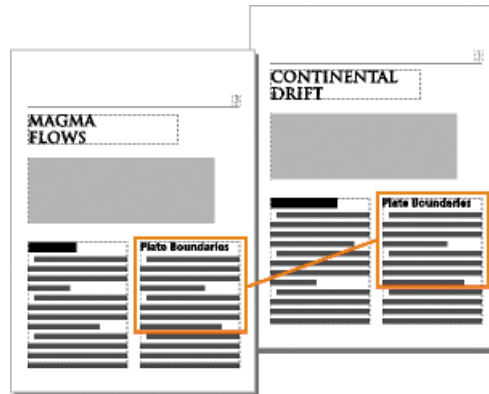 MAGMA
FLOWS
Plate Boundaries
CONTINENTAL
DRIFT
Plate Boundaries